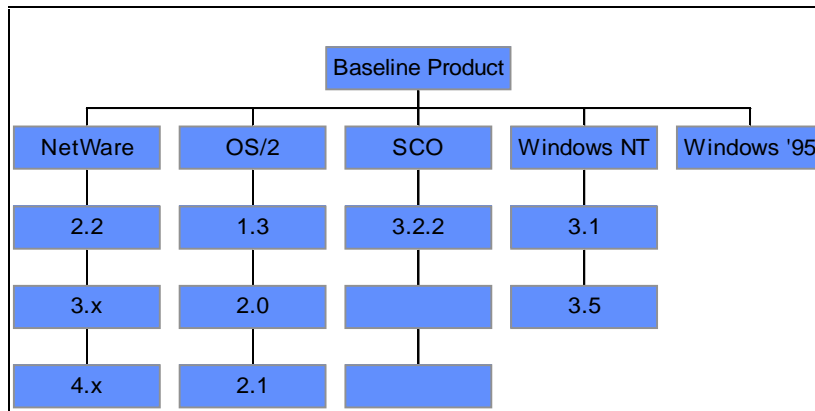 Baseline Product
NetWare
OS/2
SCO
Windows NT
Windows '95
2.2
1.3
3.2.2
3.1
3.x
2.0
3.5
4.x
2.1